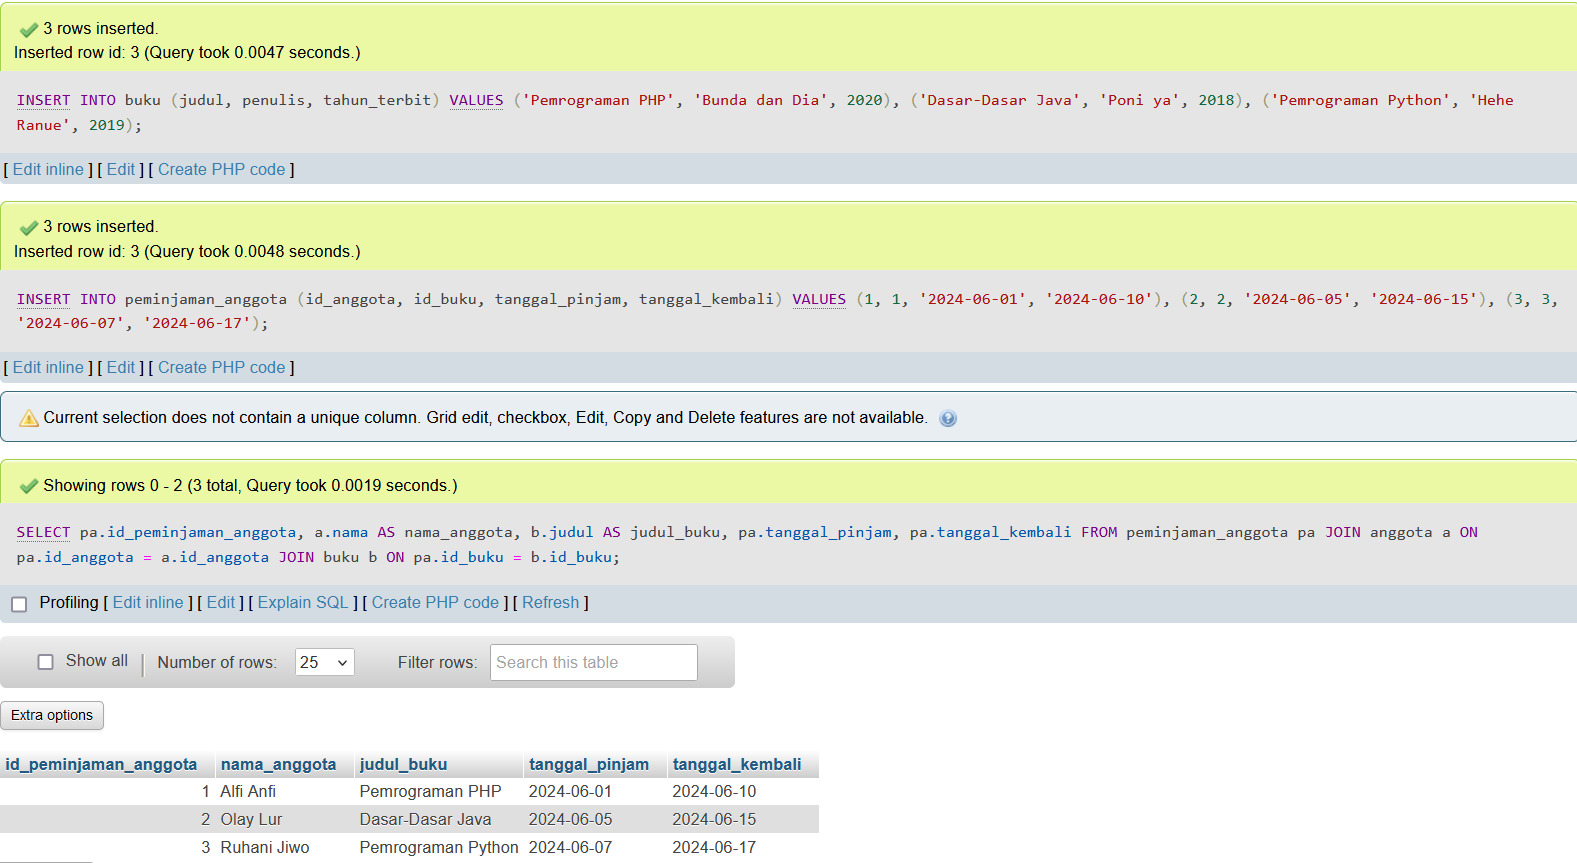 3 rows inserted.
Inserted row id: 3 (Query took 0.0047 seconds.)
INSERT INTO buku (judul, penulis, tahun_terbit) VALUES ('Pemrograman PHP', 'Bunda dan Dia', 2020), ('Dasar-Dasar Java', 'Poni ya', 2018), ('Pemrograman Python', 'Hehe
Ranue', 2019);
[ Edit inline ] [ Edit ] [ Create PHP code ]
3 rows inserted.
Inserted row id: 3 (Query took 0.0048 seconds.)
INSERT INTO peminjaman_anggota (id_anggota, id_buku, tanggal_pinjam, tanggal_kembali) VALUES (1, 1, '2024-06-01', '2024-06-10'), (2, 2, '2024-06-05', '2024-06-15'), (3, 3,
'2024-06-07', '2024-06-17');
[ Edit inline ] [ Edit ] [ Create PHP code ]
Current selection does not contain a unique column. Grid edit, checkbox, Edit, Copy and Delete features are not available.
Showing rows 0 - 2 (3 total, Query took 0.0019 seconds.)
SELECT pa.id_peminjaman_anggota, a.nama AS nama_anggota, b.judul AS judul_buku, pa.tanggal_pinjam, pa.tanggal_kembali FROM peminjaman_anggota pa JOIN anggota a ON
pa.id_anggota = a.id_anggota JOIN buku b ON pa.id_buku = b.id_buku;
Profiling [ Edit inline ] [ Edit ] [ Explain SQL ] [ Create PHP code ] [ Refresh ]
Show all | Number of rows: 25 Filter rows: Search this table
Extra options
id_peminjaman_anggota nama_anggota judul_buku tanggal_pinjam tanggal_kembali
1 Alfi Anfi Pemrograman PHP 2024-06-01 2024-06-10
2 Olay Lur Dasar-Dasar Java 2024-06-05 2024-06-15
3 Ruhani Jiwo Pemrograman Python 2024-06-07 2024-06-17